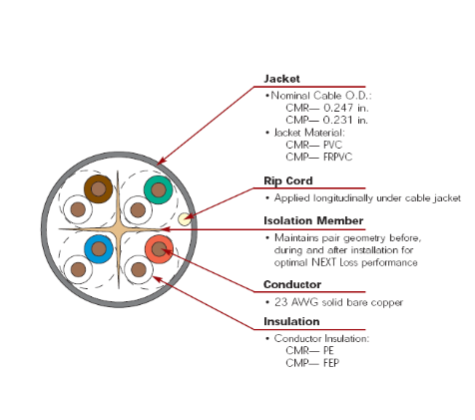 Jacket
• Nominal Cable O.D.:
CMR— 0.247 in.
CMP— 0.231 in.
• Jacket Material:
CMR— PVC
CMP— FRPVC
Rip Cord
• Applied longitudinally under cable jacket
Isolation Member
• Maintains pair geometry before,
during and after installation for
optimal NEXT Loss performance
Conductor
• 23 AWG solid bare copper
Insulation
• Conductor Insulation:
CMR— PE
CMP— FEP